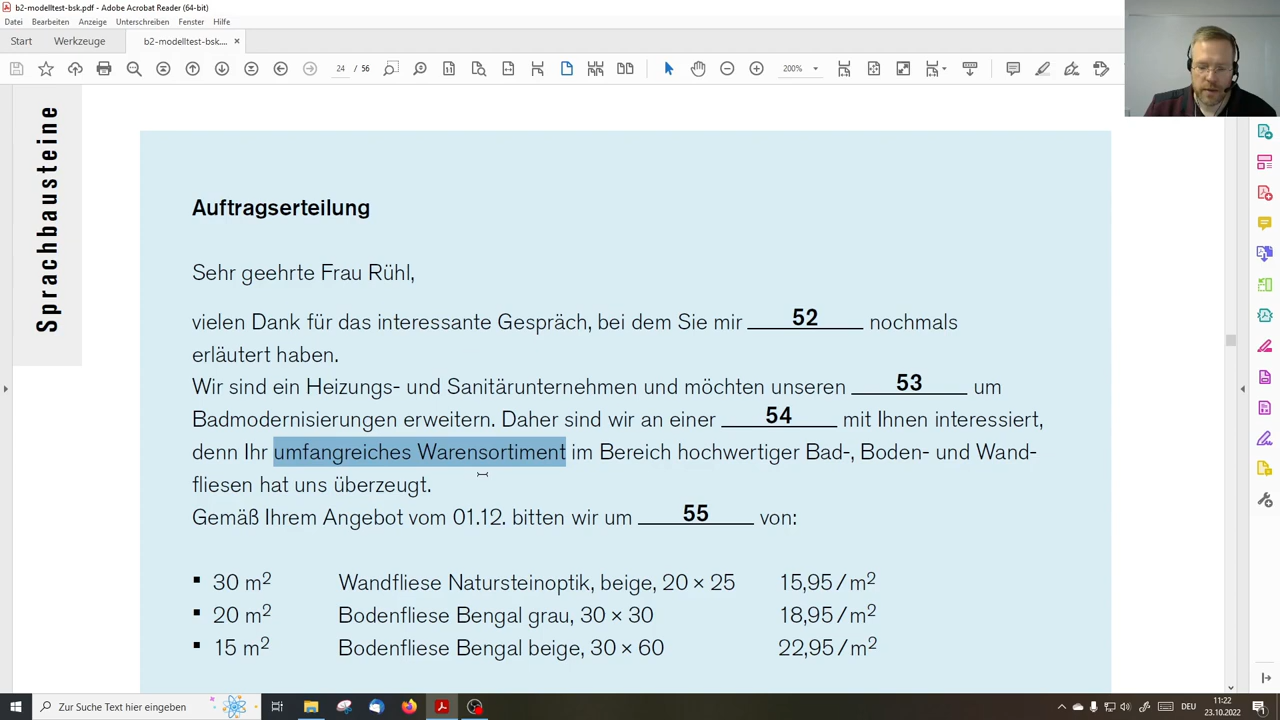 b2-modelltest-bsk.pdf - Adobe Acrobat Reader (64-bit)
Datei Bearbeiten Anzeige Unterschreiben Fenster Hilfe
Start Werkzeuge b2-modelltest-bsk.... ×
24 / 56 200%
Sprachbausteine
Auftragserteilung
Sehr geehrte Frau Rühl,
vielen Dank für das interessante Gespräch, bei dem Sie mir 52 nochmals
erläutert haben.
Wir sind ein Heizungs- und Sanitärunternehmen und möchten unseren 53 um
Badmodernisierungen erweitern. Daher sind wir an einer 54 mit Ihnen interessiert,
denn Ihr umfangreiches Warensortiment im Bereich hochwertiger Bad-, Boden- und Wand-
fliesen hat uns überzeugt.
Gemäß Ihrem Angebot vom 01.12. bitten wir um 55 von:
▪ 30 m² Wandfliese Natursteinoptik, beige, 20 × 25 15,95/m²
▪ 20 m² Bodenfliese Bengal grau, 30 × 30 18,95/m²
▪ 15 m² Bodenfliese Bengal beige, 30 × 60 22,95/m²
Zur Suche Text hier eingeben
11:22
23.10.2022